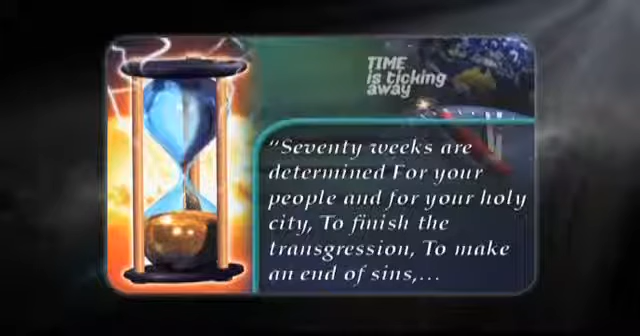 TIME
is ticking
away
“Seventy weeks are
determined For your
people and for your holy
city, To finish the
transgression, To make
an end of sins,...